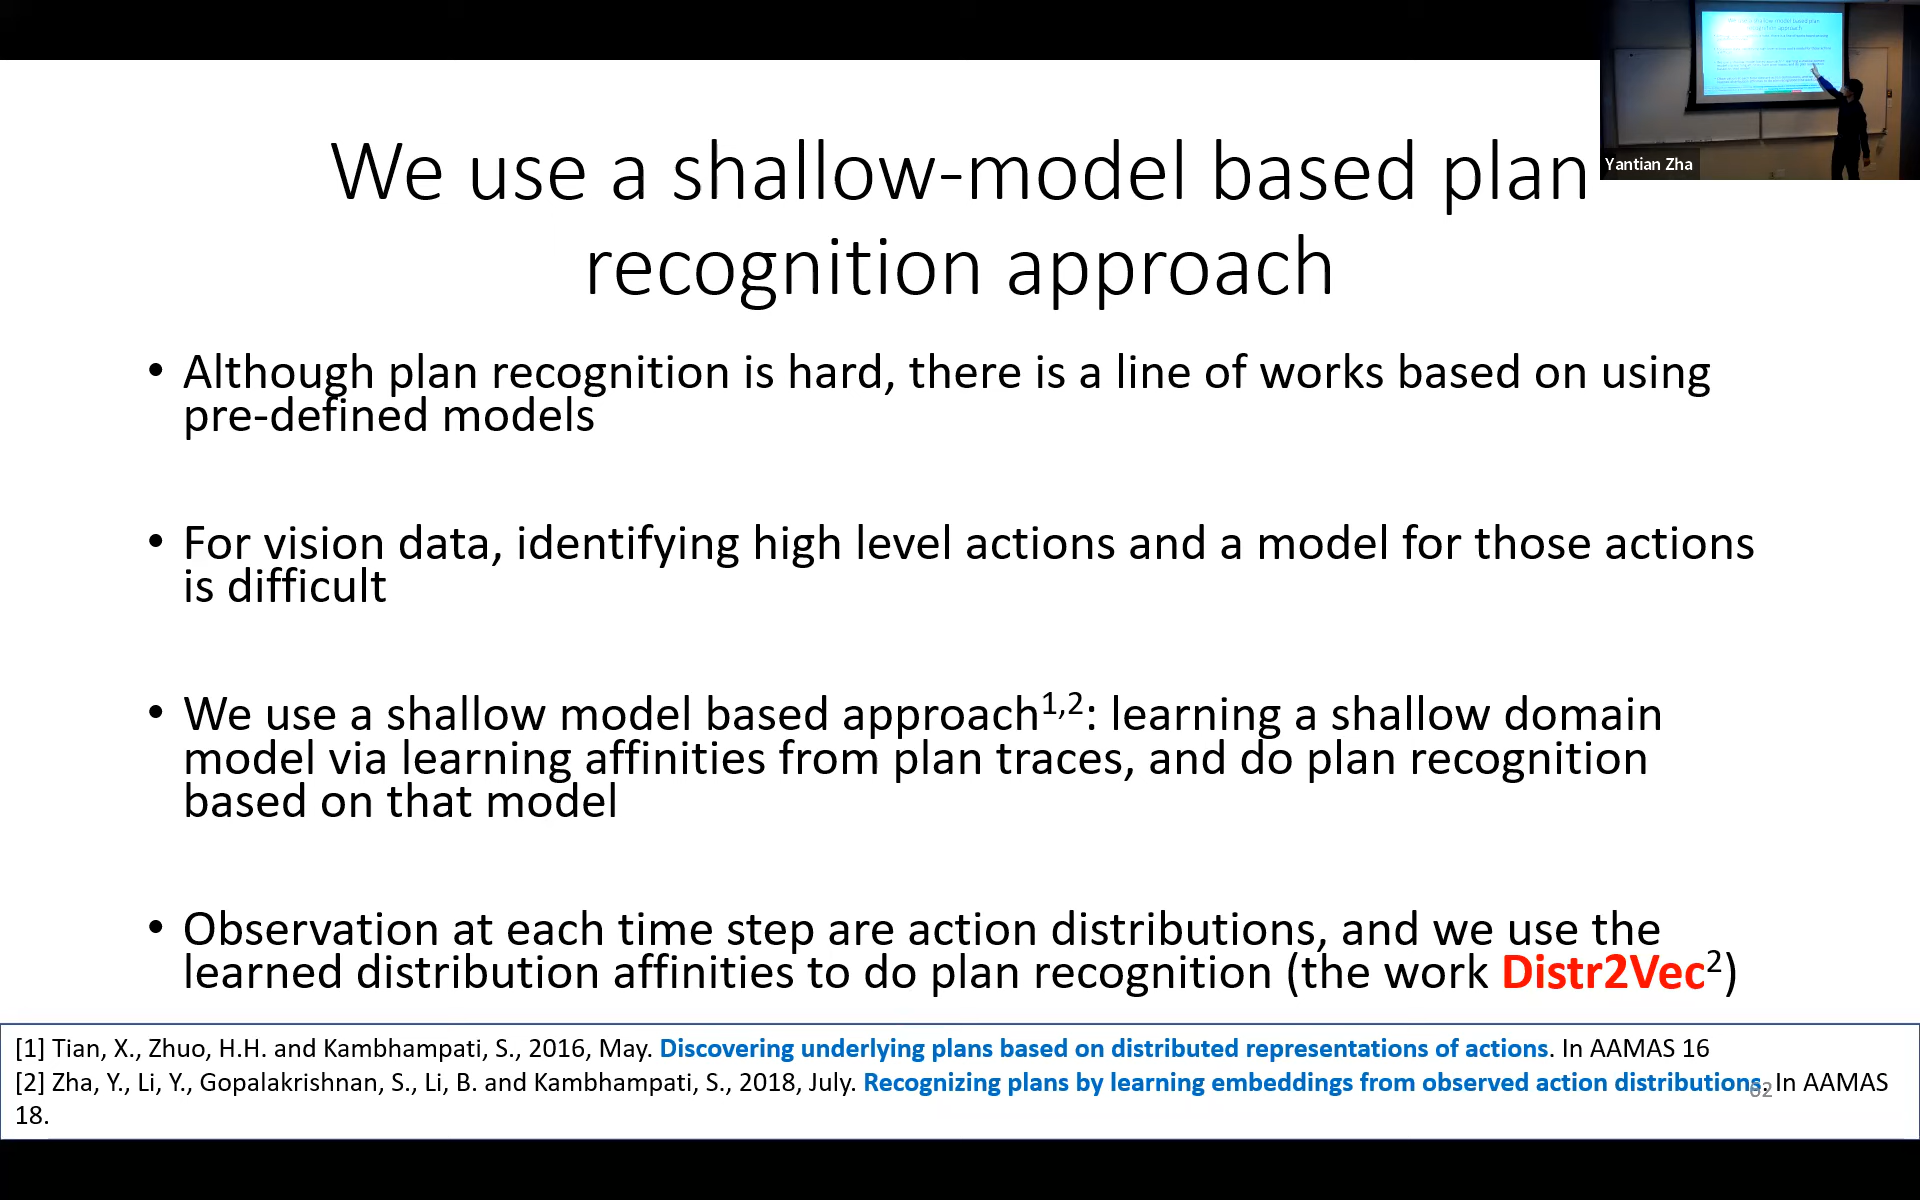 We use a shallow-model based plan
recognition approach
Yantian Zha
• Although plan recognition is hard, there is a line of works based on using
pre-defined models
• For vision data, identifying high level actions and a model for those actions
is difficult
• We use a shallow model based approach1,2: learning a shallow domain
model via learning affinities from plan traces, and do plan recognition
based on that model
• Observation at each time step are action distributions, and we use the
learned distribution affinities to do plan recognition (the work Distr2Vec2)
[1] Tian, X., Zhuo, H.H. and Kambhampati, S., 2016, May. Discovering underlying plans based on distributed representations of actions. In AAMAS 16
[2] Zha, Y., Li, Y., Gopalakrishnan, S., Li, B. and Kambhampati, S., 2018, July. Recognizing plans by learning embeddings from observed action distributions. In AAMAS
18.
62